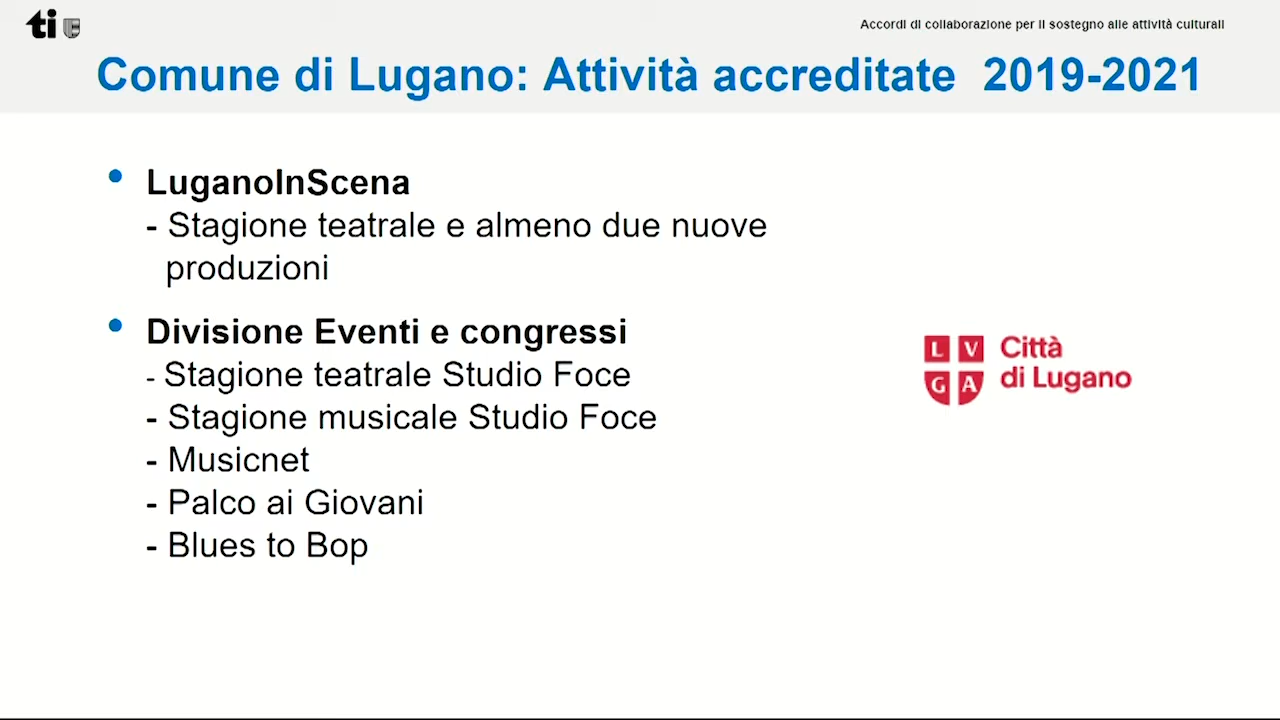 ti
Accordi di collaborazione per il sostegno alle attività culturali
Comune di Lugano: Attività accreditate 2019-2021
• LuganoInScena
- Stagione teatrale e almeno due nuove
produzioni
• Divisione Eventi e congressi
- Stagione teatrale Studio Foce
- Stagione musicale Studio Foce
- Musicnet
- Palco ai Giovani
- Blues to Bop
L V
G A
Città
di Lugano